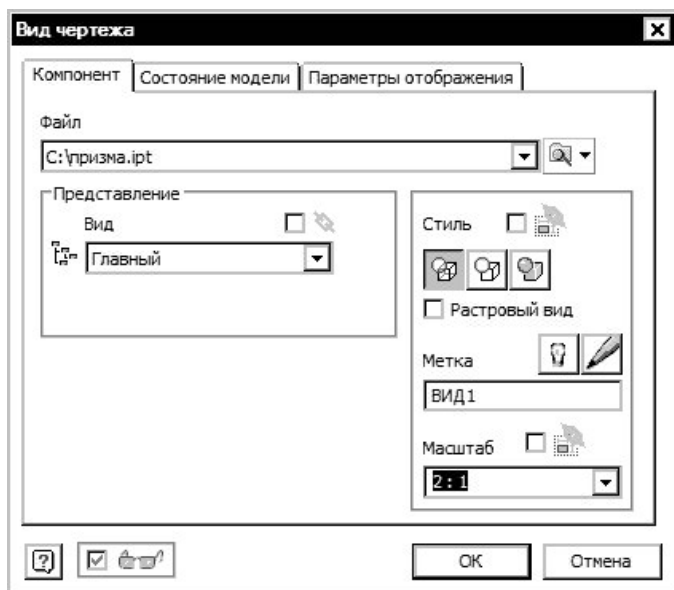 Вид чертежа
Компонент Состояние модели Параметры отображения
Файл
C:\призма.ipt
Представление
Вид
Главный
Стиль
Растровый вид
Метка
ВИД1
Масштаб
2 : 1
OK Отмена